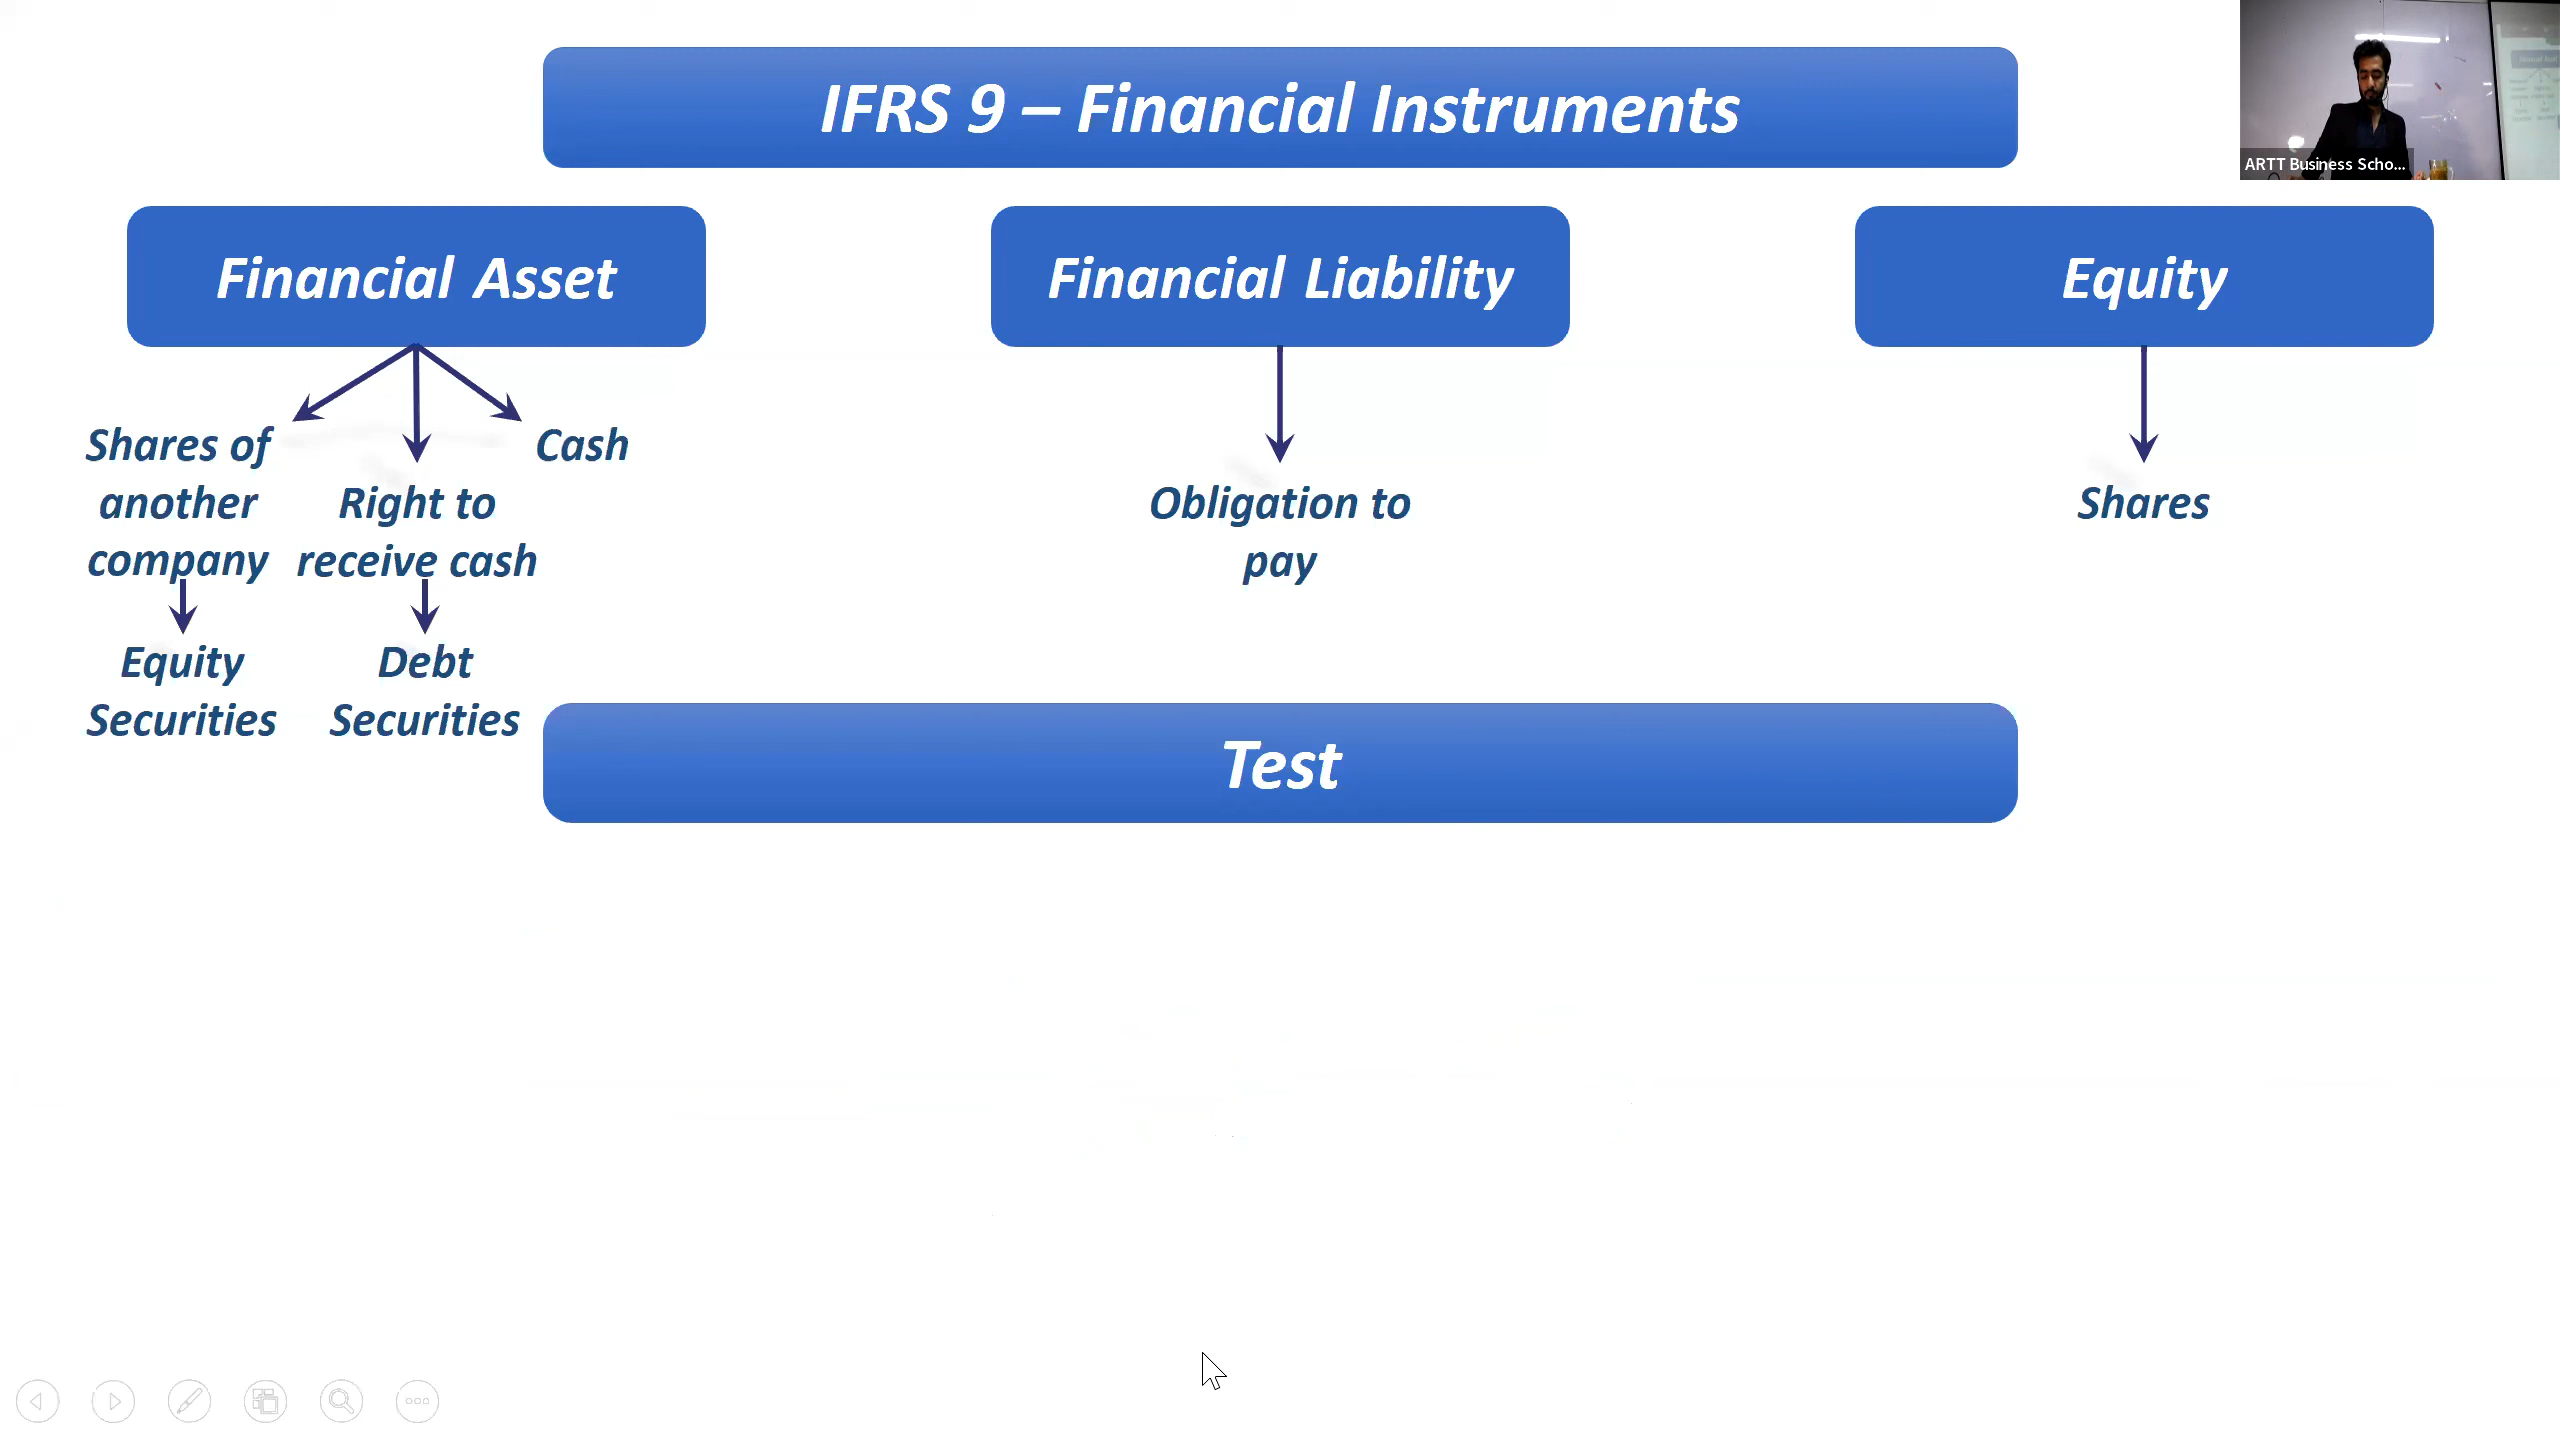 IFRS 9 – Financial Instruments
ARTT Business Scho...
Financial Asset
Financial Liability
Equity
Shares of
another
company
Right to
receive cash
Cash
Obligation to
pay
Shares
Equity
Securities
Debt
Securities
Test